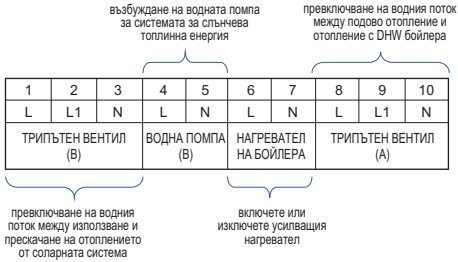 възбуждане на водната помпа
за системата за слънчева
топлинна енергия
превключване на водния поток
между подово отопление и
отопление с DHW бойлера
1 2 3 4 5 6 7 8 9 10
L L1 N L N L N L L1 N
ТРИПЪТЕН ВЕНТИЛ
(B)
ВОДНА ПОМПА
(B)
НАГРЕВАТЕЛ
НА БОЙЛЕРА
ТРИПЪТЕН ВЕНТИЛ
(A)
превключване на водния
поток между използване и
прескачане на отоплението
от соларната система
включете или
изключете усилващия
нагревател